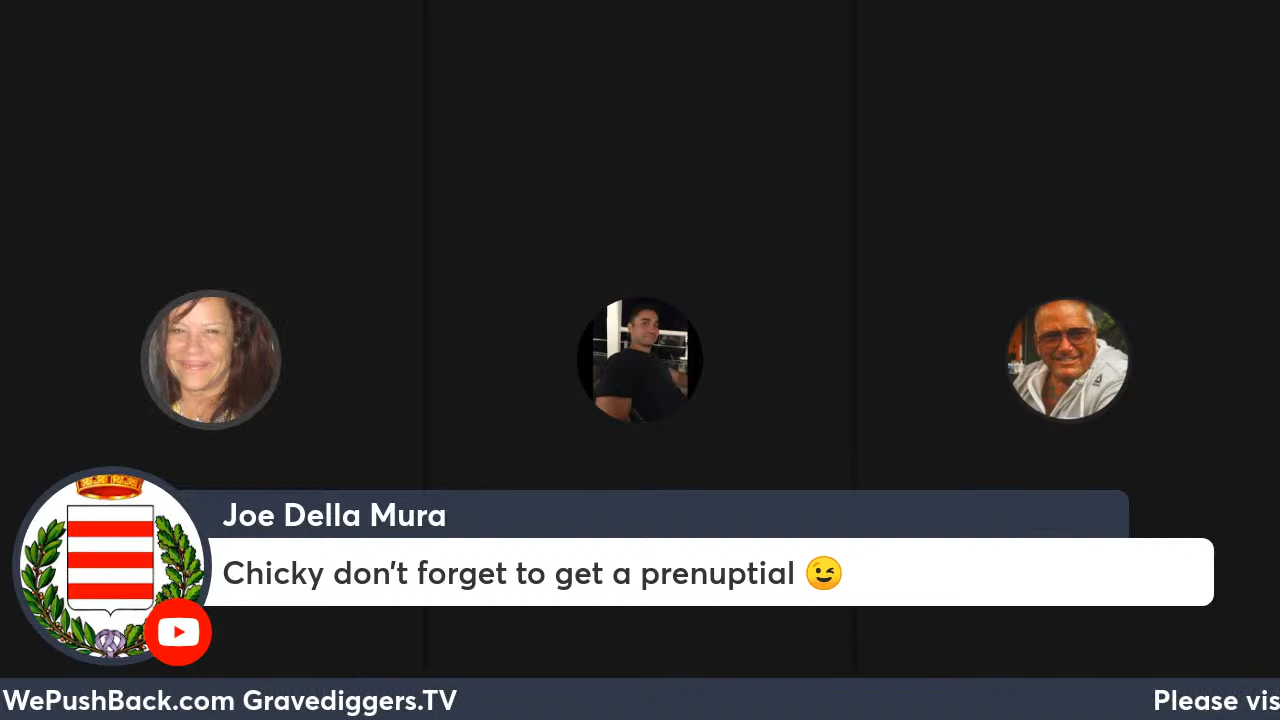 Joe Della Mura
Chicky don't forget to get a prenuptial 😉
WePushBack.com Gravediggers.TV
Please vis